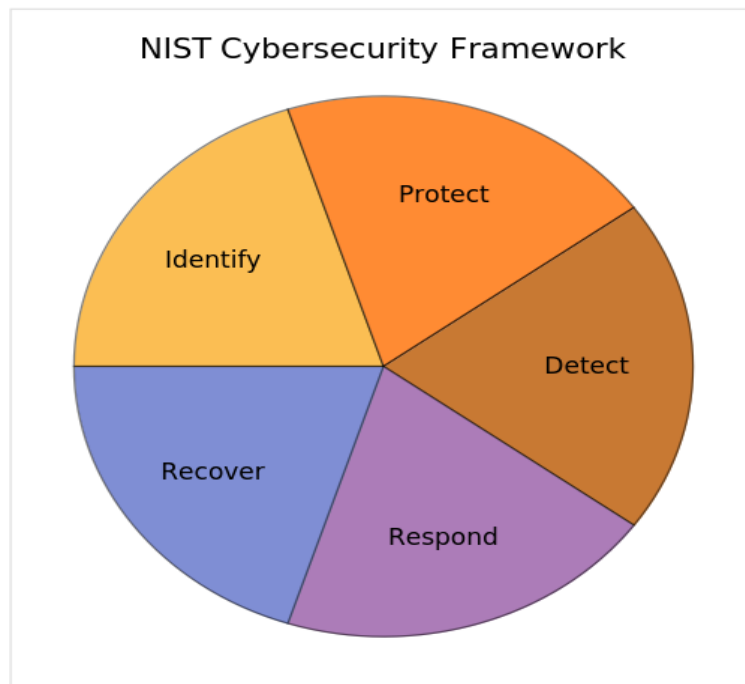 NIST Cybersecurity Framework
Protect
Identify
Detect
Recover
Respond